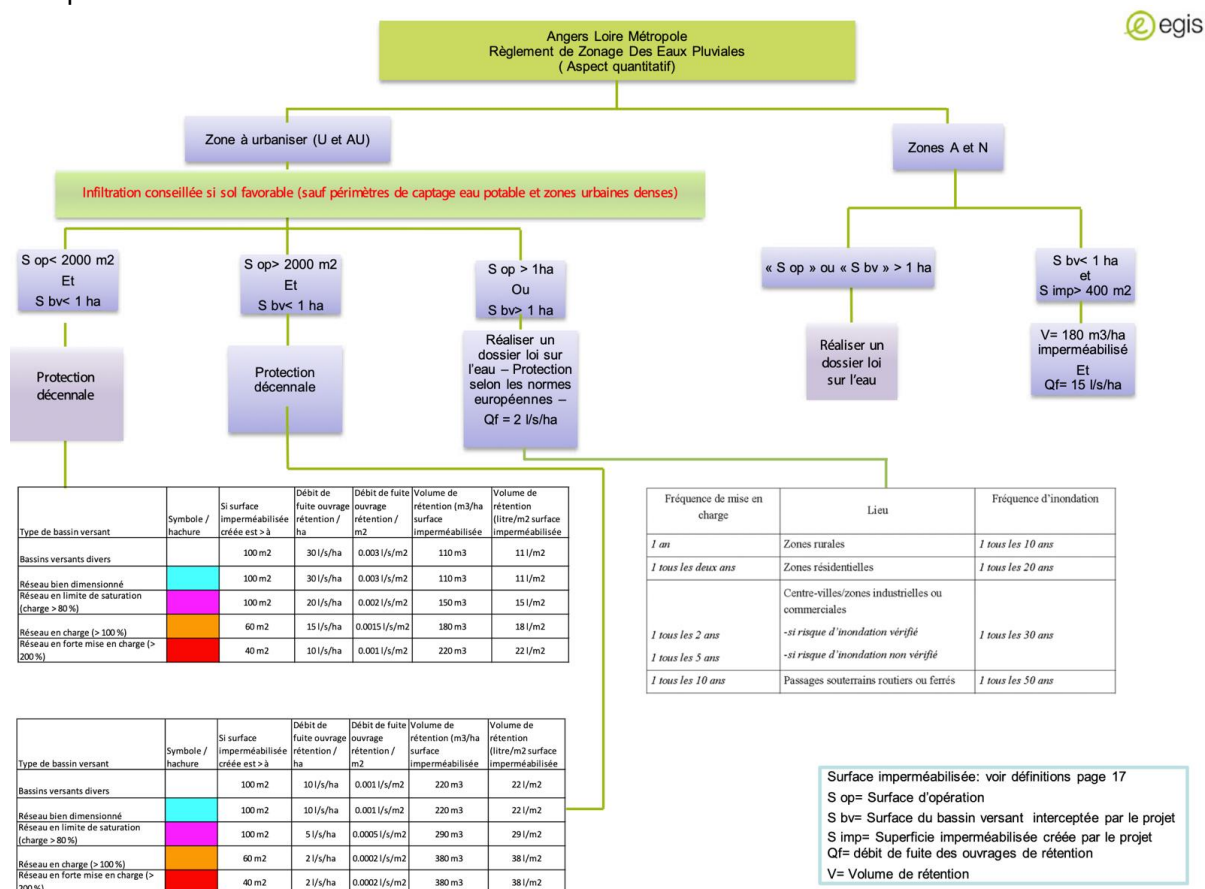 egis
Angers Loire Métropole
Règlement de Zonage Des Eaux Pluviales
( Aspect quantitatif)
Zone à urbaniser (U et AU)
Zones A et N
Infiltration conseillée si sol favorable (sauf périmètres de captage eau potable et zones urbaines denses)
S op< 2000 m2
Et
S bv< 1 ha
S op> 2000 m2
Et
S bv< 1 ha
S op > 1ha
Ou
S bv> 1 ha
« S op » ou « S bv » > 1 ha
S bv< 1 ha
et
S imp> 400 m2
Protection
décennale
Protection
décennale
Réaliser un
dossier loi sur
l'eau – Protection
selon les normes
européennes –
Qf = 2 l/s/ha
Réaliser un
dossier loi
sur l'eau
V= 180 m3/ha
imperméabilisé
Et
Qf= 15 l/s/ha
Type de bassin versant
Symbole /
hachure
Si surface
imperméabilisée
créée est > à
Débit de
fuite ouvrage
rétention /
ha
Débit de fuite
ouvrage
rétention /
m2
Volume de
rétention (m3/ha
surface
imperméabilisée
Volume de
rétention
(litre/m2 surface
imperméabilisée
Bassins versants divers 100 m2 30 l/s/ha 0.003 l/s/m2 110 m3 11 l/m2
Réseau bien dimensionné 100 m2 30 l/s/ha 0.003 l/s/m2 110 m3 11 l/m2
Réseau en limite de saturation
(charge > 80 %) 100 m2 20 l/s/ha 0.002 l/s/m2 150 m3 15 l/m2
Réseau en charge (> 100 %) 60 m2 15 l/s/ha 0.0015 l/s/m2 180 m3 18 l/m2
Réseau en forte mise en charge (>
200 %) 40 m2 10 l/s/ha 0.001 l/s/m2 220 m3 22 l/m2
Fréquence de mise en
charge
Lieu
Fréquence d'inondation
1 an Zones rurales 1 tous les 10 ans
1 tous les deux ans Zones résidentielles 1 tous les 20 ans
Centre-villes/zones industrielles ou
commerciales
1 tous les 2 ans -si risque d'inondation vérifié 1 tous les 30 ans
1 tous les 5 ans -si risque d'inondation non vérifié
1 tous les 10 ans Passages souterrains routiers ou ferrés 1 tous les 50 ans
Type de bassin versant
Symbole /
hachure
Si surface
imperméabilisée
créée est > à
Débit de
fuite ouvrage
rétention /
ha
Débit de fuite
ouvrage
rétention /
m2
Volume de
rétention (m3/ha
surface
imperméabilisée
Volume de
rétention
(litre/m2 surface
imperméabilisée
Bassins versants divers 100 m2 10 l/s/ha 0.001 l/s/m2 220 m3 22 l/m2
Réseau bien dimensionné 100 m2 10 l/s/ha 0.001 l/s/m2 220 m3 22 l/m2
Réseau en limite de saturation
(charge > 80 %) 100 m2 5 l/s/ha 0.0005 l/s/m2 290 m3 29 l/m2
Réseau en charge (> 100 %) 60 m2 2 l/s/ha 0.0002 l/s/m2 380 m3 38 l/m2
Réseau en forte mise en charge (>
200 %) 40 m2 2 l/s/ha 0.0002 l/s/m2 380 m3 38 l/m2
Surface imperméabilisée: voir définitions page 17
S op= Surface d'opération
S bv= Surface du bassin versant interceptée par le projet
S imp= Superficie imperméabilisée créée par le projet
Qf= débit de fuite des ouvrages de rétention
V= Volume de rétention